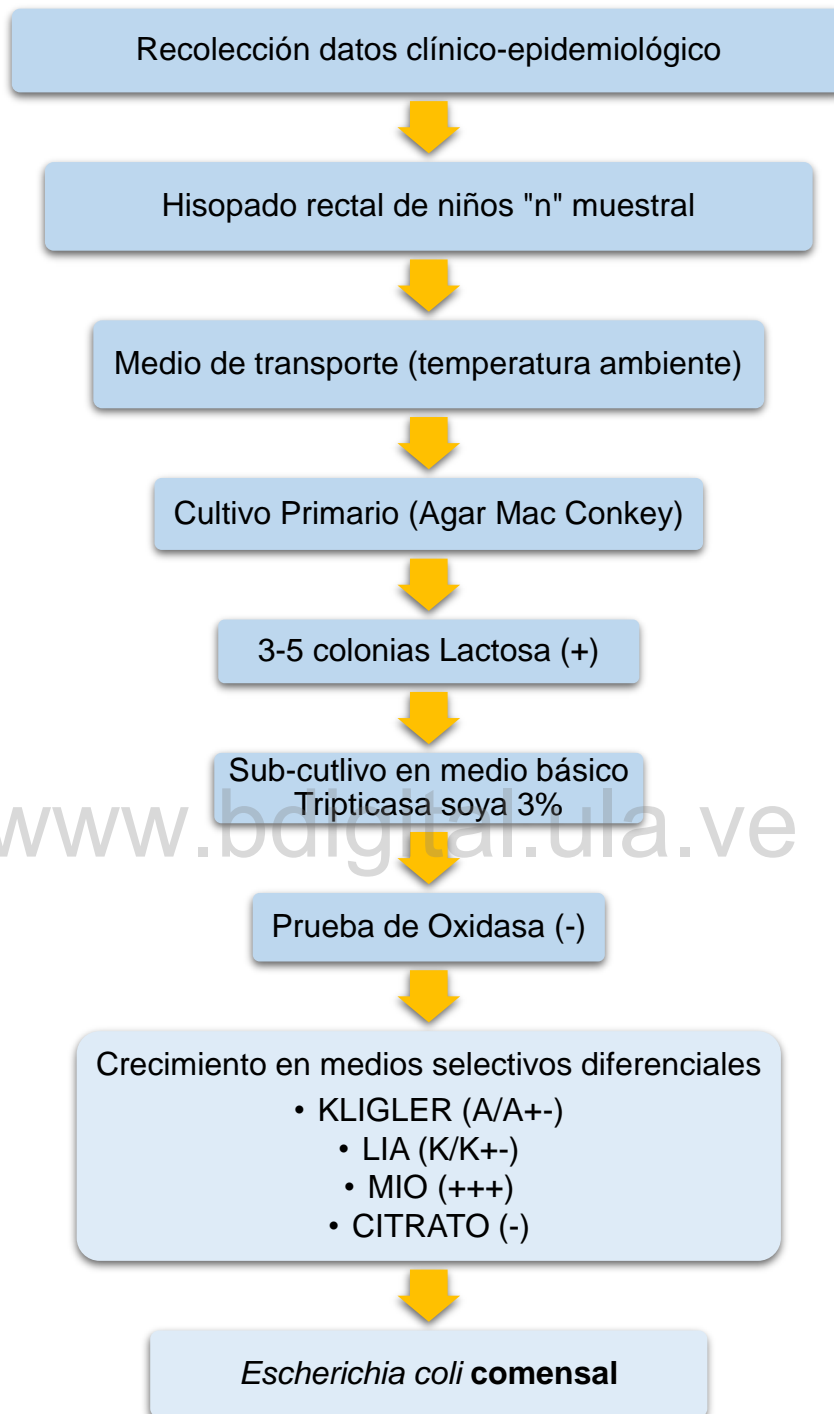 Recolección datos clínico-epidemiológico
Hisopado rectal de niños "n" muestral
Medio de transporte (temperatura ambiente)
Cultivo Primario (Agar Mac Conkey)
3-5 colonias Lactosa (+)
Sub-cutlivo en medio básico
Tripticasa soya 3%
www.bdigital.ula.ve
Prueba de Oxidasa (-)
Crecimiento en medios selectivos diferenciales
• KLIGLER (A/A+-)
• LIA (K/K+-)
• MIO (+++)
• CITRATO (-)
Escherichia coli comensal